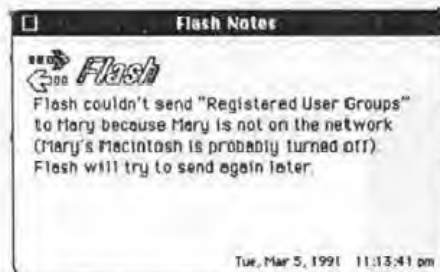 Flash Notes
Flash
Flash couldn't send "Registered User Groups"
to Mary because Mary is not on the network
(Mary's Macintosh is probably turned off).
Flash will try to send again later.
Tue, Mar 5, 1991 11:13:41 pm